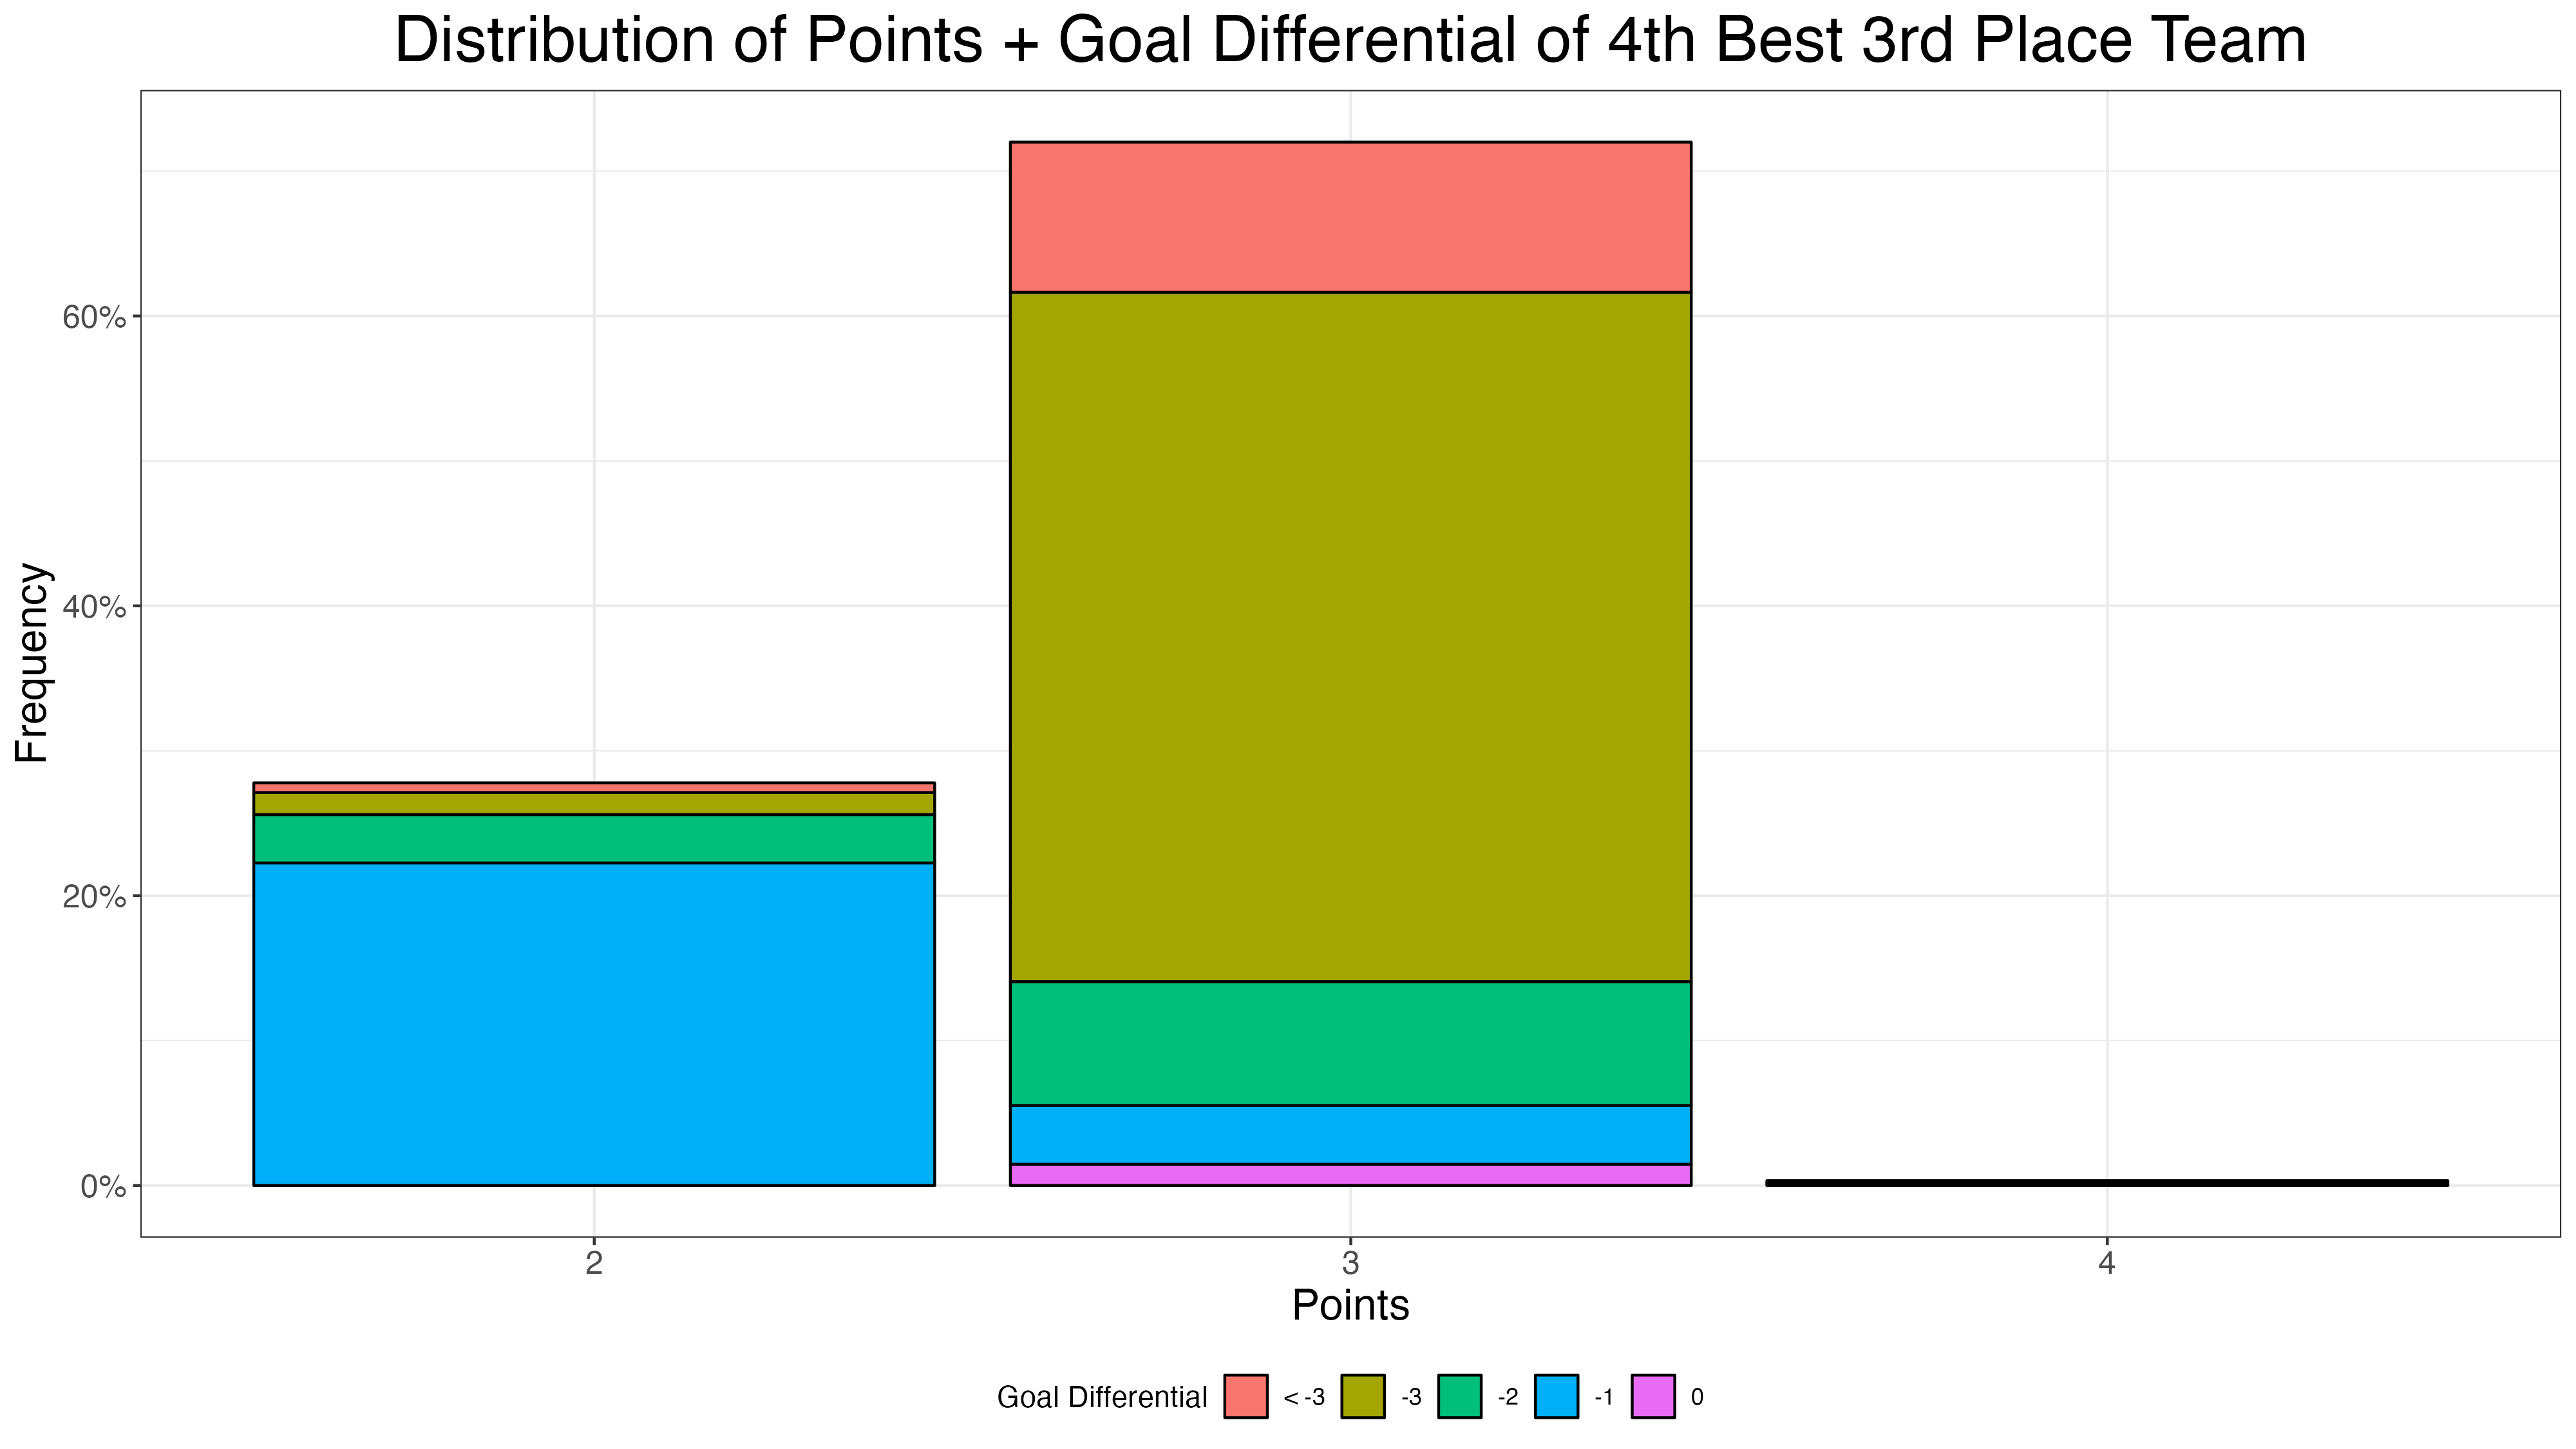 Distribution of Points + Goal Differential of 4th Best 3rd Place Team
Frequency
60%
40%
20%
0%
2 3 4
Points
Goal Differential < -3 -3 -2 -1 0